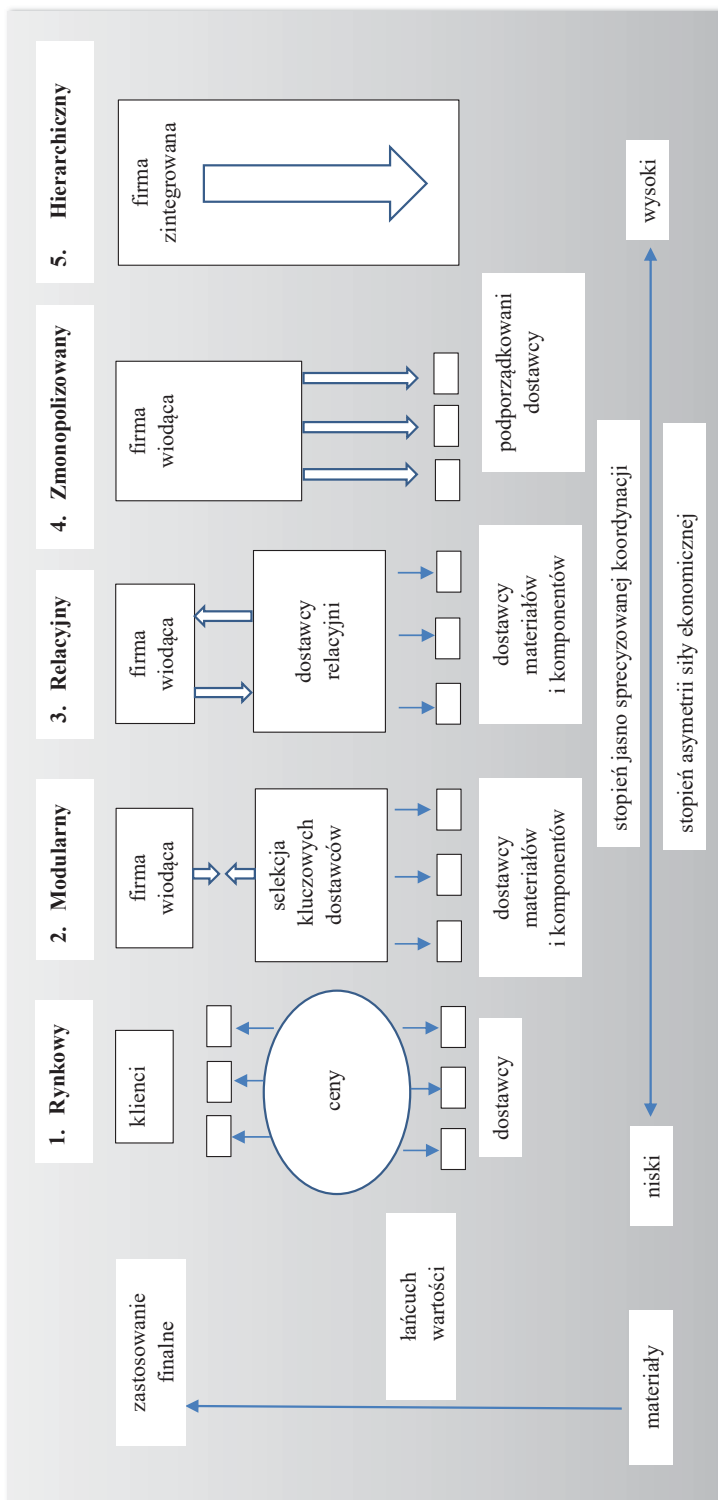 1. Rynkowy
2. Modularny
3. Relacyjny
4. Zmonopolizowany
5. Hierarchiczny
zastosowanie
finalne
łańcuch
wartości
materiały
klienci
ceny
dostawcy
firma
wiodąca
selekcja
kluczowych
dostawców
dostawcy
materiałów
i komponentów
firma
wiodąca
dostawcy
relacyjni
dostawcy
materiałów
i komponentów
firma
wiodąca
podporządkowani
dostawcy
firma
zintegrowana
stopień jasno sprecyzowanej koordynacji
niski
wysoki
stopień asymetrii siły ekonomicznej